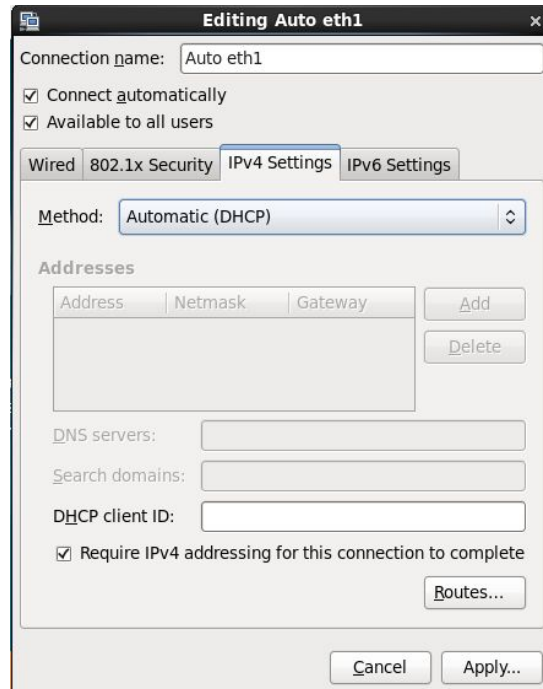 Editing Auto eth1
Connection name: Auto eth1
Connect automatically
Available to all users
Wired 802.1x Security IPv4 Settings IPv6 Settings
Method: Automatic (DHCP)
Addresses
Address Netmask Gateway Add
Delete
DNS servers:
Search domains:
DHCP client ID:
Require IPv4 addressing for this connection to complete
Routes...
Cancel Apply...